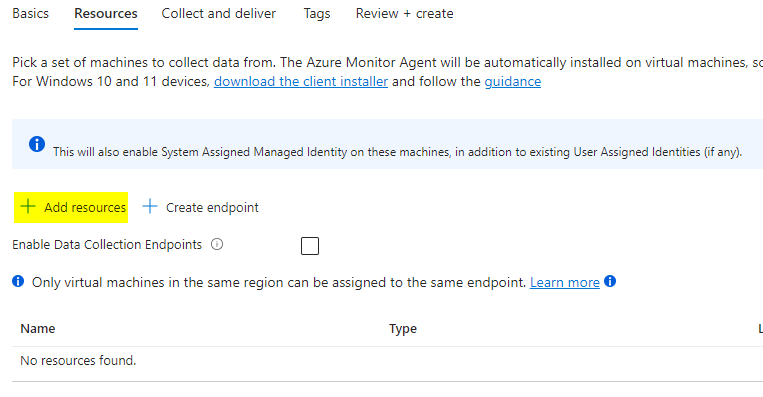 Basics Resources Collect and deliver Tags Review + create
Pick a set of machines to collect data from. The Azure Monitor Agent will be automatically installed on virtual machines,
For Windows 10 and 11 devices, download the client installer and follow the guidance
This will also enable System Assigned Managed Identity on these machines, in addition to existing User Assigned Identities (if any).
+ Add resources + Create endpoint
Enable Data Collection Endpoints
Only virtual machines in the same region can be assigned to the same endpoint. Learn more
Name Type
No resources found.